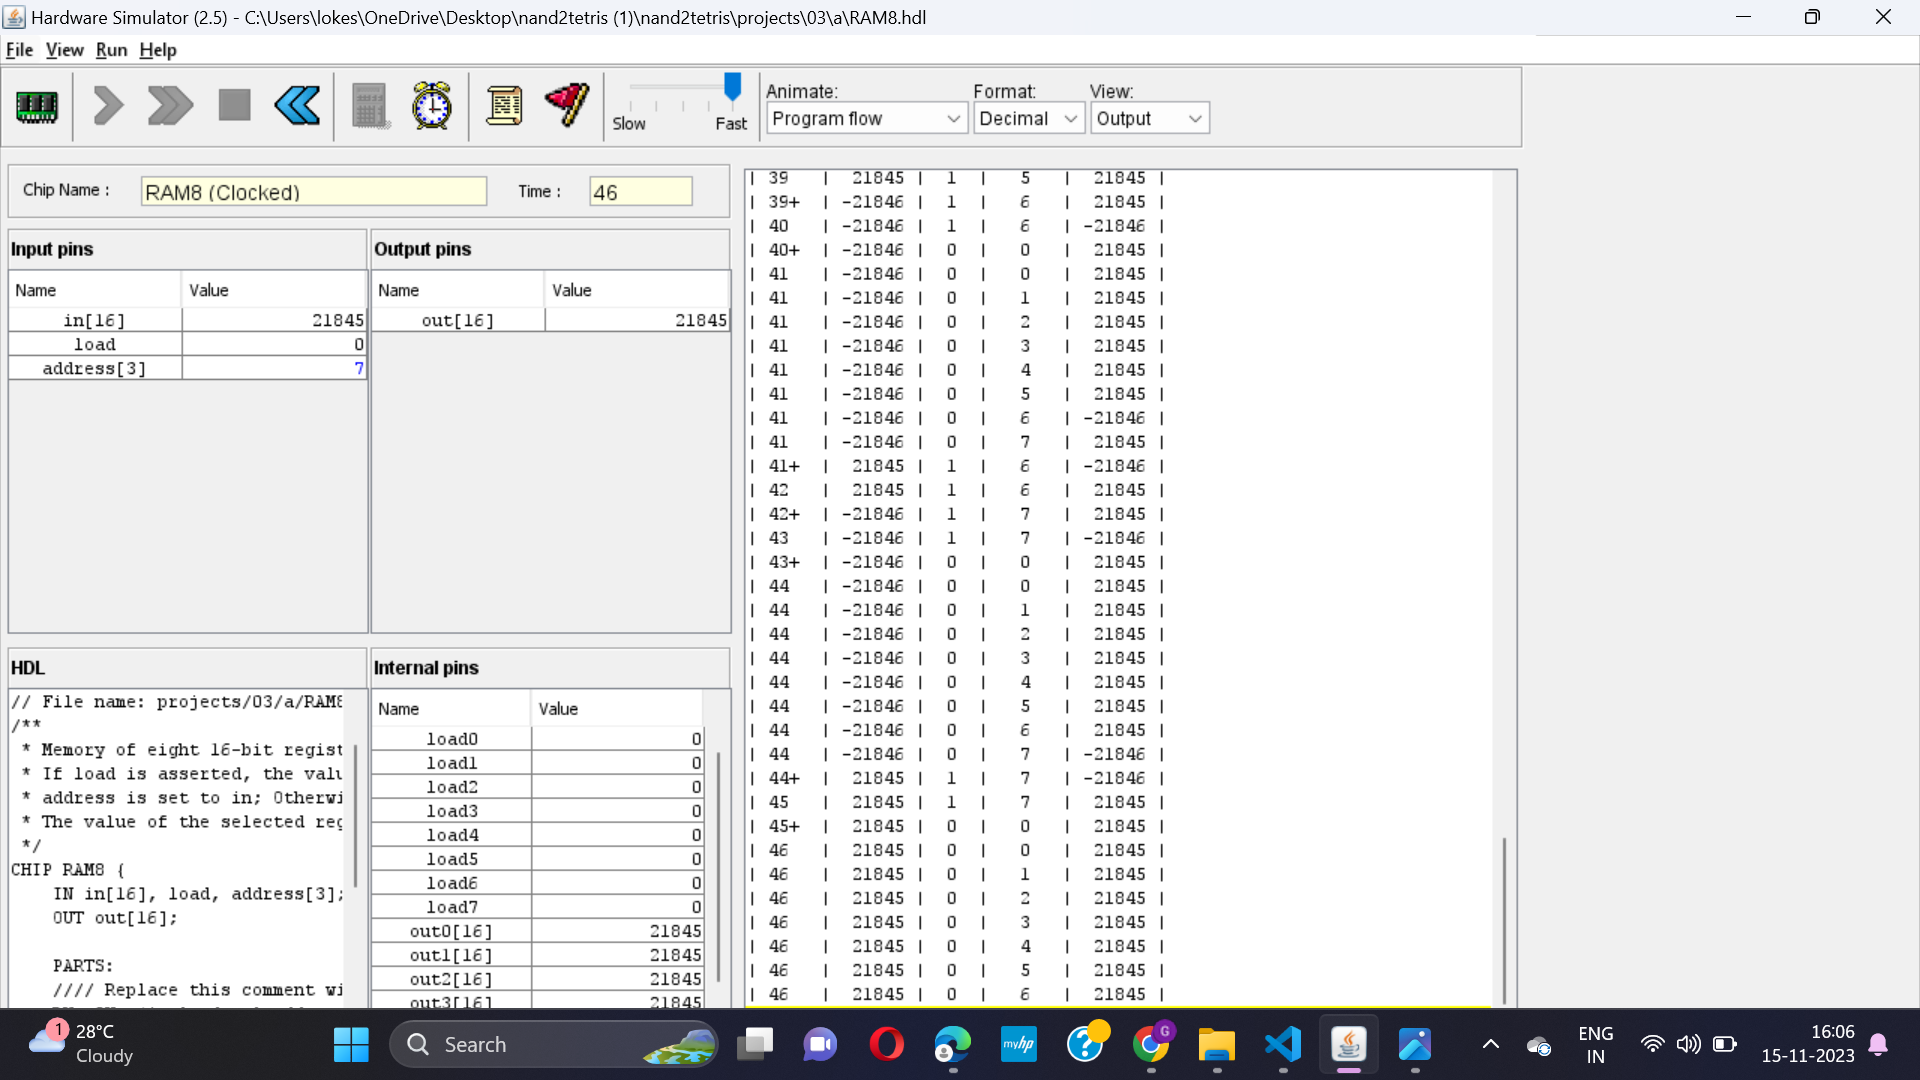 Hardware Simulator (2.5) - C:\Users\lokes\OneDrive\Desktop\nand2tetris (1)\nand2tetris\projects\03\a\RAM8.hdl
File View Run Help
Slow Fast
Animate: Format: View:
Program flow Decimal Output
Chip Name : RAM8 (Clocked) Time : 46
Input pins
Name Value
in[16] 21845
load 0
address[3] 7
Output pins
Name Value
out[16] 21845
HDL
// File name: projects/03/a/RAM8
/**
* Memory of eight 16-bit regist
* If load is asserted, the valu
* address is set to in; Otherwi
* The value of the selected reg
*/
CHIP RAM8 {
IN in[16], load, address[3];
OUT out[16];
PARTS:
//// Replace this comment wi
Internal pins
Name Value
load0 0
load1 0
load2 0
load3 0
load4 0
load5 0
load6 0
load7 0
out0[16] 21845
out1[16] 21845
out2[16] 21845
out3[16] 21845
| 39 | 21845 | 1 | 5 | 21845 |
| 39+ | -21846 | 1 | 6 | 21845 |
| 40 | -21846 | 1 | 6 | -21846 |
| 40+ | -21846 | 0 | 0 | 21845 |
| 41 | -21846 | 0 | 0 | 21845 |
| 41 | -21846 | 0 | 1 | 21845 |
| 41 | -21846 | 0 | 2 | 21845 |
| 41 | -21846 | 0 | 3 | 21845 |
| 41 | -21846 | 0 | 4 | 21845 |
| 41 | -21846 | 0 | 5 | 21845 |
| 41 | -21846 | 0 | 6 | -21846 |
| 41 | -21846 | 0 | 7 | 21845 |
| 41+ | 21845 | 1 | 6 | -21846 |
| 42 | 21845 | 1 | 6 | 21845 |
| 42+ | -21846 | 1 | 7 | 21845 |
| 43 | -21846 | 1 | 7 | -21846 |
| 43+ | -21846 | 0 | 0 | 21845 |
| 44 | -21846 | 0 | 0 | 21845 |
| 44 | -21846 | 0 | 1 | 21845 |
| 44 | -21846 | 0 | 2 | 21845 |
| 44 | -21846 | 0 | 3 | 21845 |
| 44 | -21846 | 0 | 4 | 21845 |
| 44 | -21846 | 0 | 5 | 21845 |
| 44 | -21846 | 0 | 6 | 21845 |
| 44 | -21846 | 0 | 7 | -21846 |
| 44+ | 21845 | 1 | 7 | -21846 |
| 45 | 21845 | 1 | 7 | 21845 |
| 45+ | 21845 | 0 | 0 | 21845 |
| 46 | 21845 | 0 | 0 | 21845 |
| 46 | 21845 | 0 | 1 | 21845 |
| 46 | 21845 | 0 | 2 | 21845 |
| 46 | 21845 | 0 | 3 | 21845 |
| 46 | 21845 | 0 | 4 | 21845 |
| 46 | 21845 | 0 | 5 | 21845 |
| 46 | 21845 | 0 | 6 | 21845 |
1 28°C
Cloudy
Search
myhp
?
G
ENG
IN
16:06
15-11-2023